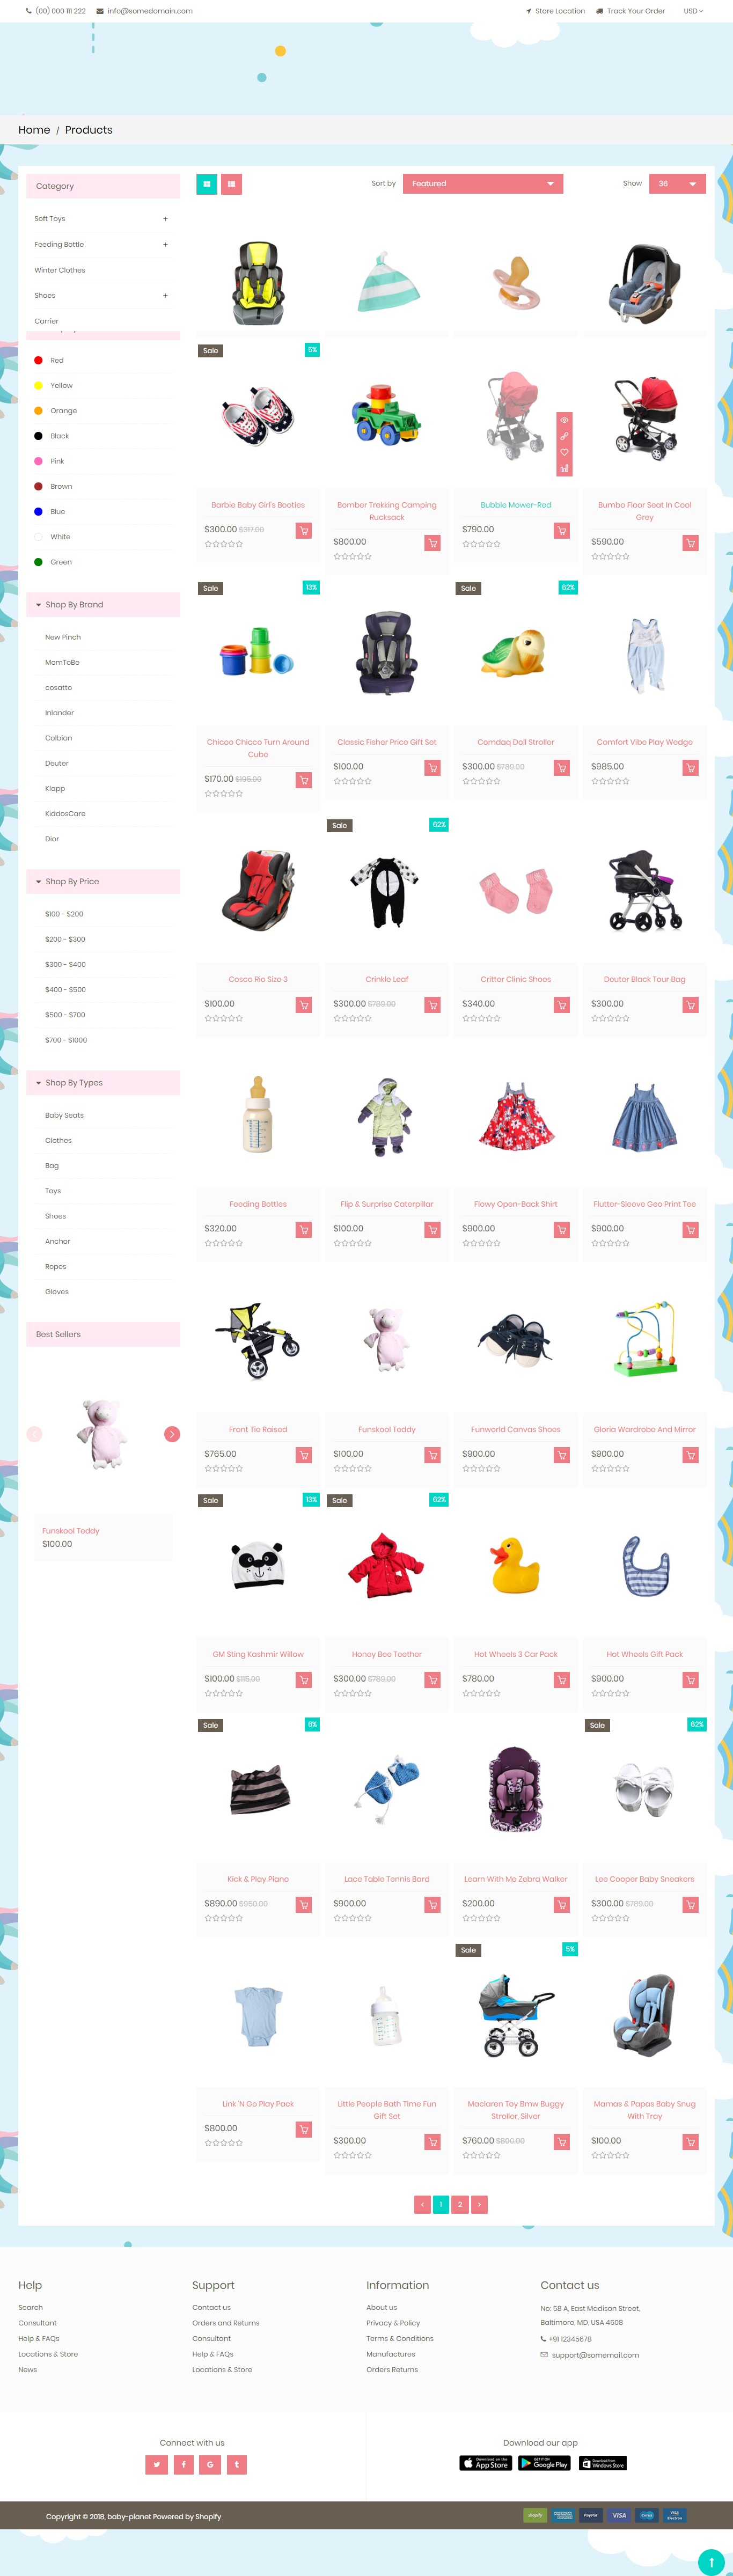 (00) 000 111 222
info@somedomain.com
Store Location
Track Your Order
USD
Home / Products
Category
Soft Toys +
Feeding Bottle +
Winter Clothes
Shoes +
Carrier
Red
Yellow
Orange
Black
Pink
Brown
Blue
White
Green
Shop By Brand
New Pinch
MomToBe
cosatto
Inlander
Colbian
Deuter
Klapp
KiddosCare
Dior
Shop By Price
$100 - $200
$200 - $300
$300 - $400
$400 - $500
$500 - $700
$700 - $1000
Shop By Types
Baby Seats
Clothes
Bag
Toys
Shoes
Anchor
Ropes
Gloves
Best Sellers
Funskool Teddy
$100.00
Sort by Featured
Show 36
Sale 5%
Barbie Baby Girl's Booties
$300.00 $317.00
Bomber Trekking Camping
Rucksack
$800.00
Bubble Mower-Red
$790.00
Bumbo Floor Seat In Cool
Grey
$590.00
Sale 13%
Chicoo Chicco Turn Around
Cube
$170.00 $195.00
Classic Fisher Price Gift Set
$100.00
Sale 62%
Comdaq Doll Stroller
$300.00 $789.00
Comfort Vibe Play Wedge
$985.00
Cosco Rio Size 3
$100.00
Sale 62%
Crinkle Leaf
$300.00 $789.00
Critter Clinic Shoes
$340.00
Deuter Black Tour Bag
$300.00
Feeding Bottles
$320.00
Flip & Surprise Caterpillar
$100.00
Flowy Open-Back Shirt
$900.00
Flutter-Sleeve Geo Print Tee
$900.00
Front Tie Raised
$765.00
Funskool Teddy
$100.00
Funworld Canvas Shoes
$900.00
Gloria Wardrobe And Mirror
$900.00
Sale 13%
GM Sting Kashmir Willow
$100.00 $115.00
Sale 62%
Honey Bee Teether
$300.00 $780.00
Hot Wheels 3 Car Pack
$780.00
Hot Wheels Gift Pack
$900.00
Sale 6%
Kick & Play Piano
$890.00 $950.00
Lace Table Tennis Bard
$900.00
Learn With Me Zebra Walker
$200.00
Sale 62%
Lee Cooper Baby Sneakers
$300.00 $789.00
Link 'N Go Play Pack
$800.00
Little People Bath Time Fun
Gift Set
$300.00
Sale 5%
Maclaren Toy Bmw Buggy
Stroller, Silver
$760.00 $800.00
Mamas & Papas Baby Snug
With Tray
$100.00
< 1 2 >
Help
Search
Consultant
Help & FAQs
Locations & Store
News
Support
Contact us
Orders and Returns
Consultant
Help & FAQs
Locations & Store
Information
About us
Privacy & Policy
Terms & Conditions
Manufactures
Orders Returns
Contact us
No: 58 A, East Madison Street,
Baltimore, MD, USA 4508
+91 12345678
support@somemail.com
Connect with us
Download our app
Download on the
App Store
GET IT ON
Google Play
Download from
Windows Store
Copyright © 2018, baby-planet Powered by Shopify
shopify
PayPal
VISA
VISA
Electron